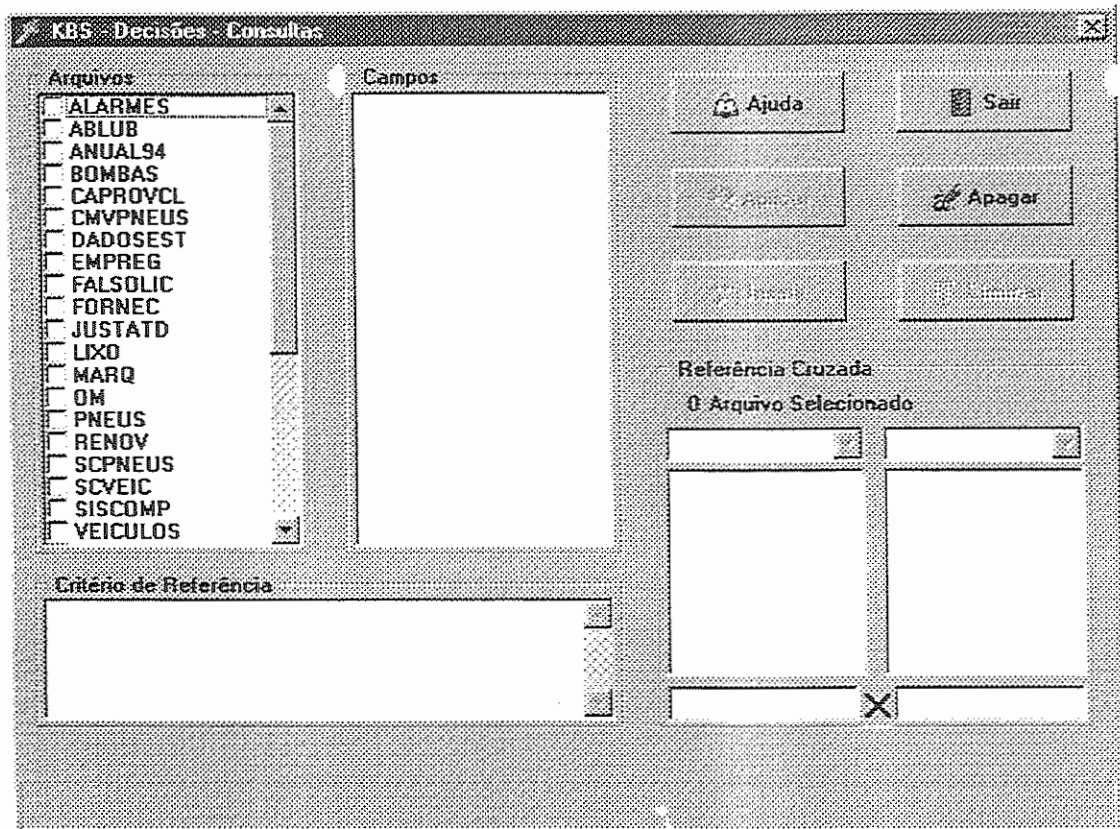 KBS - Decisões - Consultas
Arquivos
ALARMES
ABLUB
ANUAL94
BOMBAS
CAPROVCL
CMVPNEUS
DADOSEST
EMPREG
FALSOLIC
FORNEC
JUSTATD
LIXO
MARQ
OM
PNEUS
RENOV
SCPNEUS
SCVEIC
SISCOMP
VEICULOS
Campos
Ajuda
Sair
Apagar
Referência Cruzada
0 Arquivo Selecionado
Critério de Referência